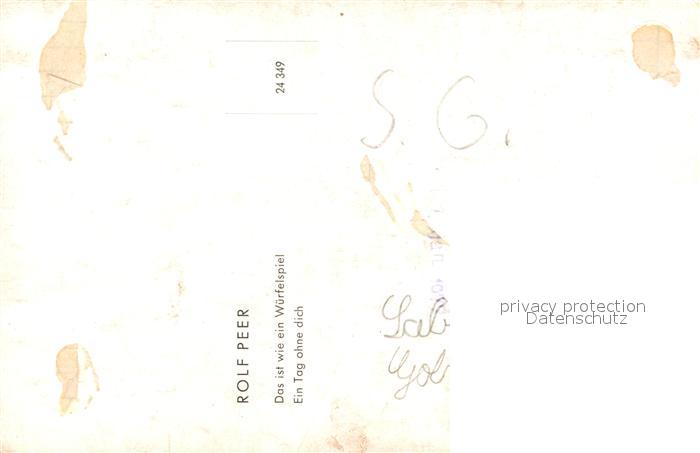 24 349
ROLF PEER
Das ist wie ein Würfelspiel
Ein Tag ohne dich
S. G.
privacy protection
Datenschutz